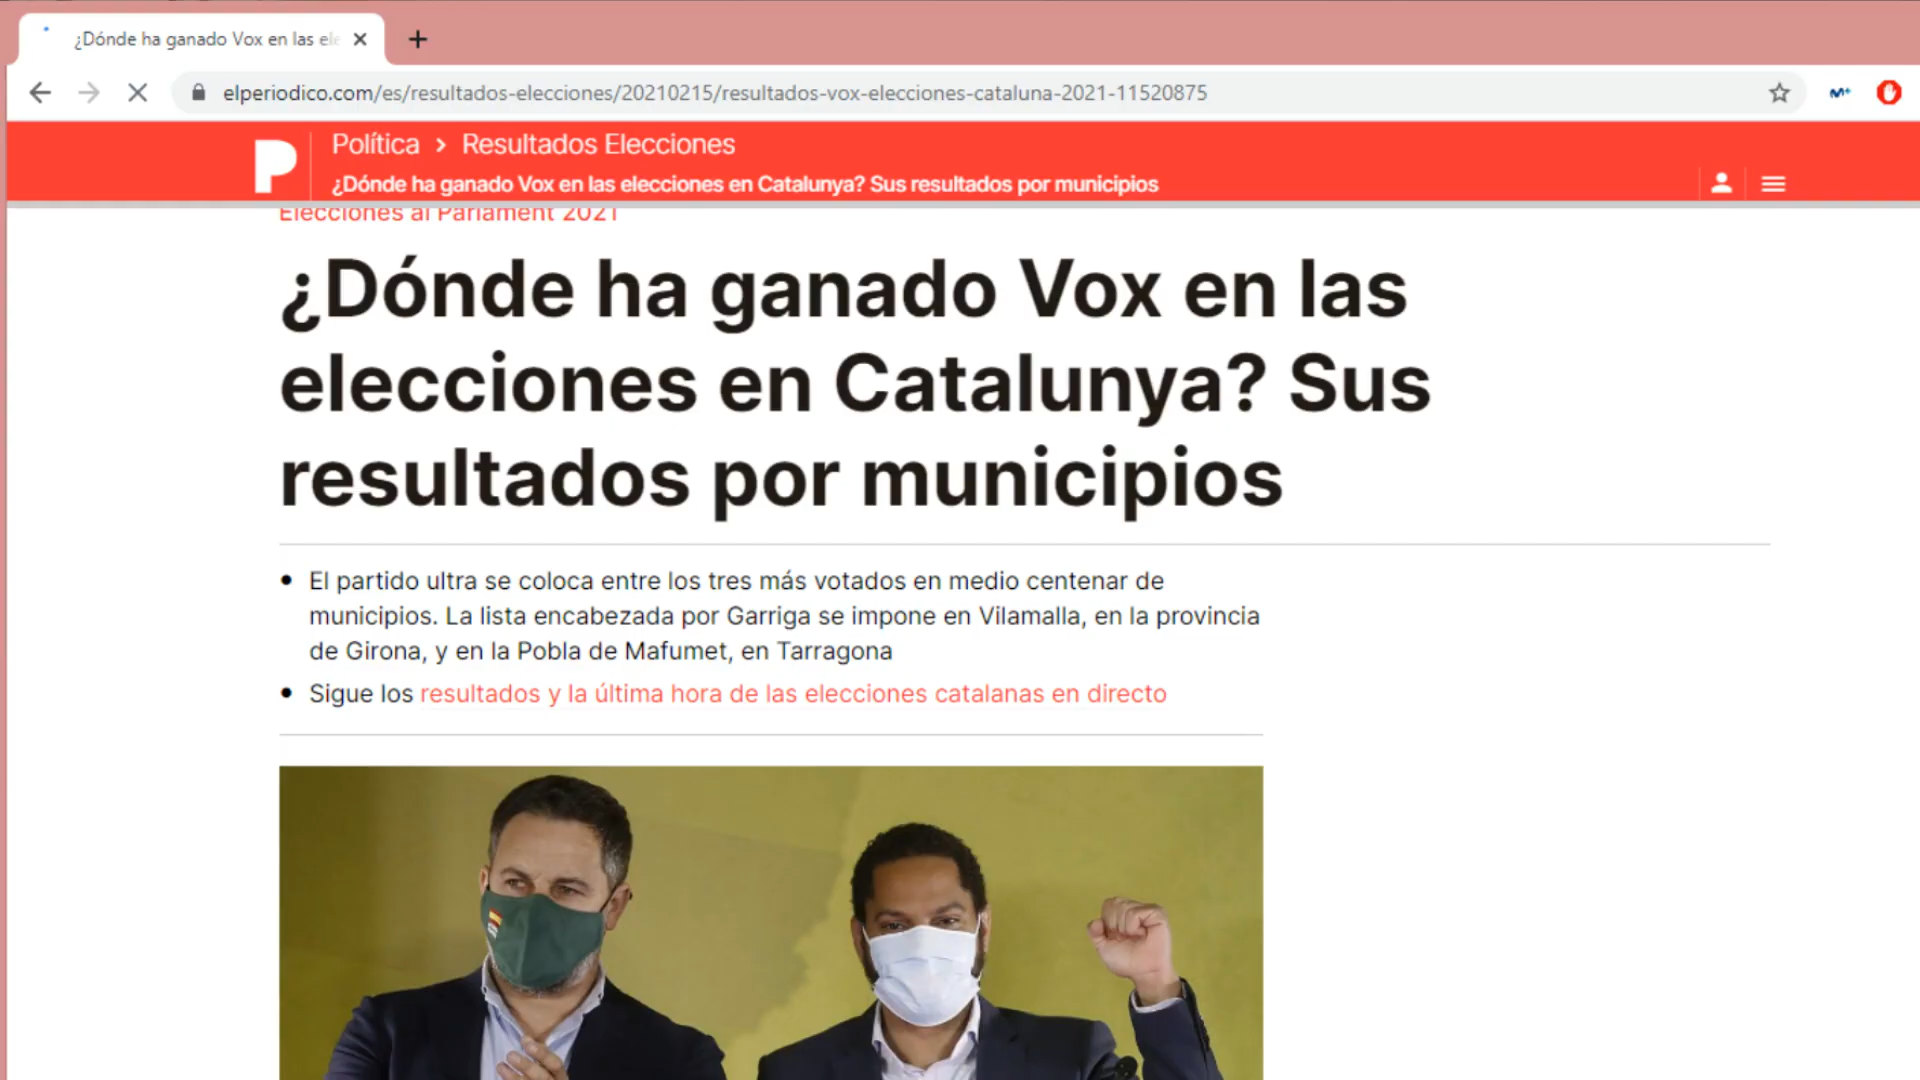 ¿Dónde ha ganado Vox en las ele
elperiodico.com/es/resultados-elecciones/20210215/resultados-vox-elecciones-cataluna-2021-11520875
Política > Resultados Elecciones
¿Dónde ha ganado Vox en las elecciones en Catalunya? Sus resultados por municipios
Elecciones al Parlament 2021
¿Dónde ha ganado Vox en las
elecciones en Catalunya? Sus
resultados por municipios
El partido ultra se coloca entre los tres más votados en medio centenar de
municipios. La lista encabezada por Garriga se impone en Vilamalla, en la provincia
de Girona, y en la Pobla de Mafumet, en Tarragona
Sigue los resultados y la última hora de las elecciones catalanas en directo